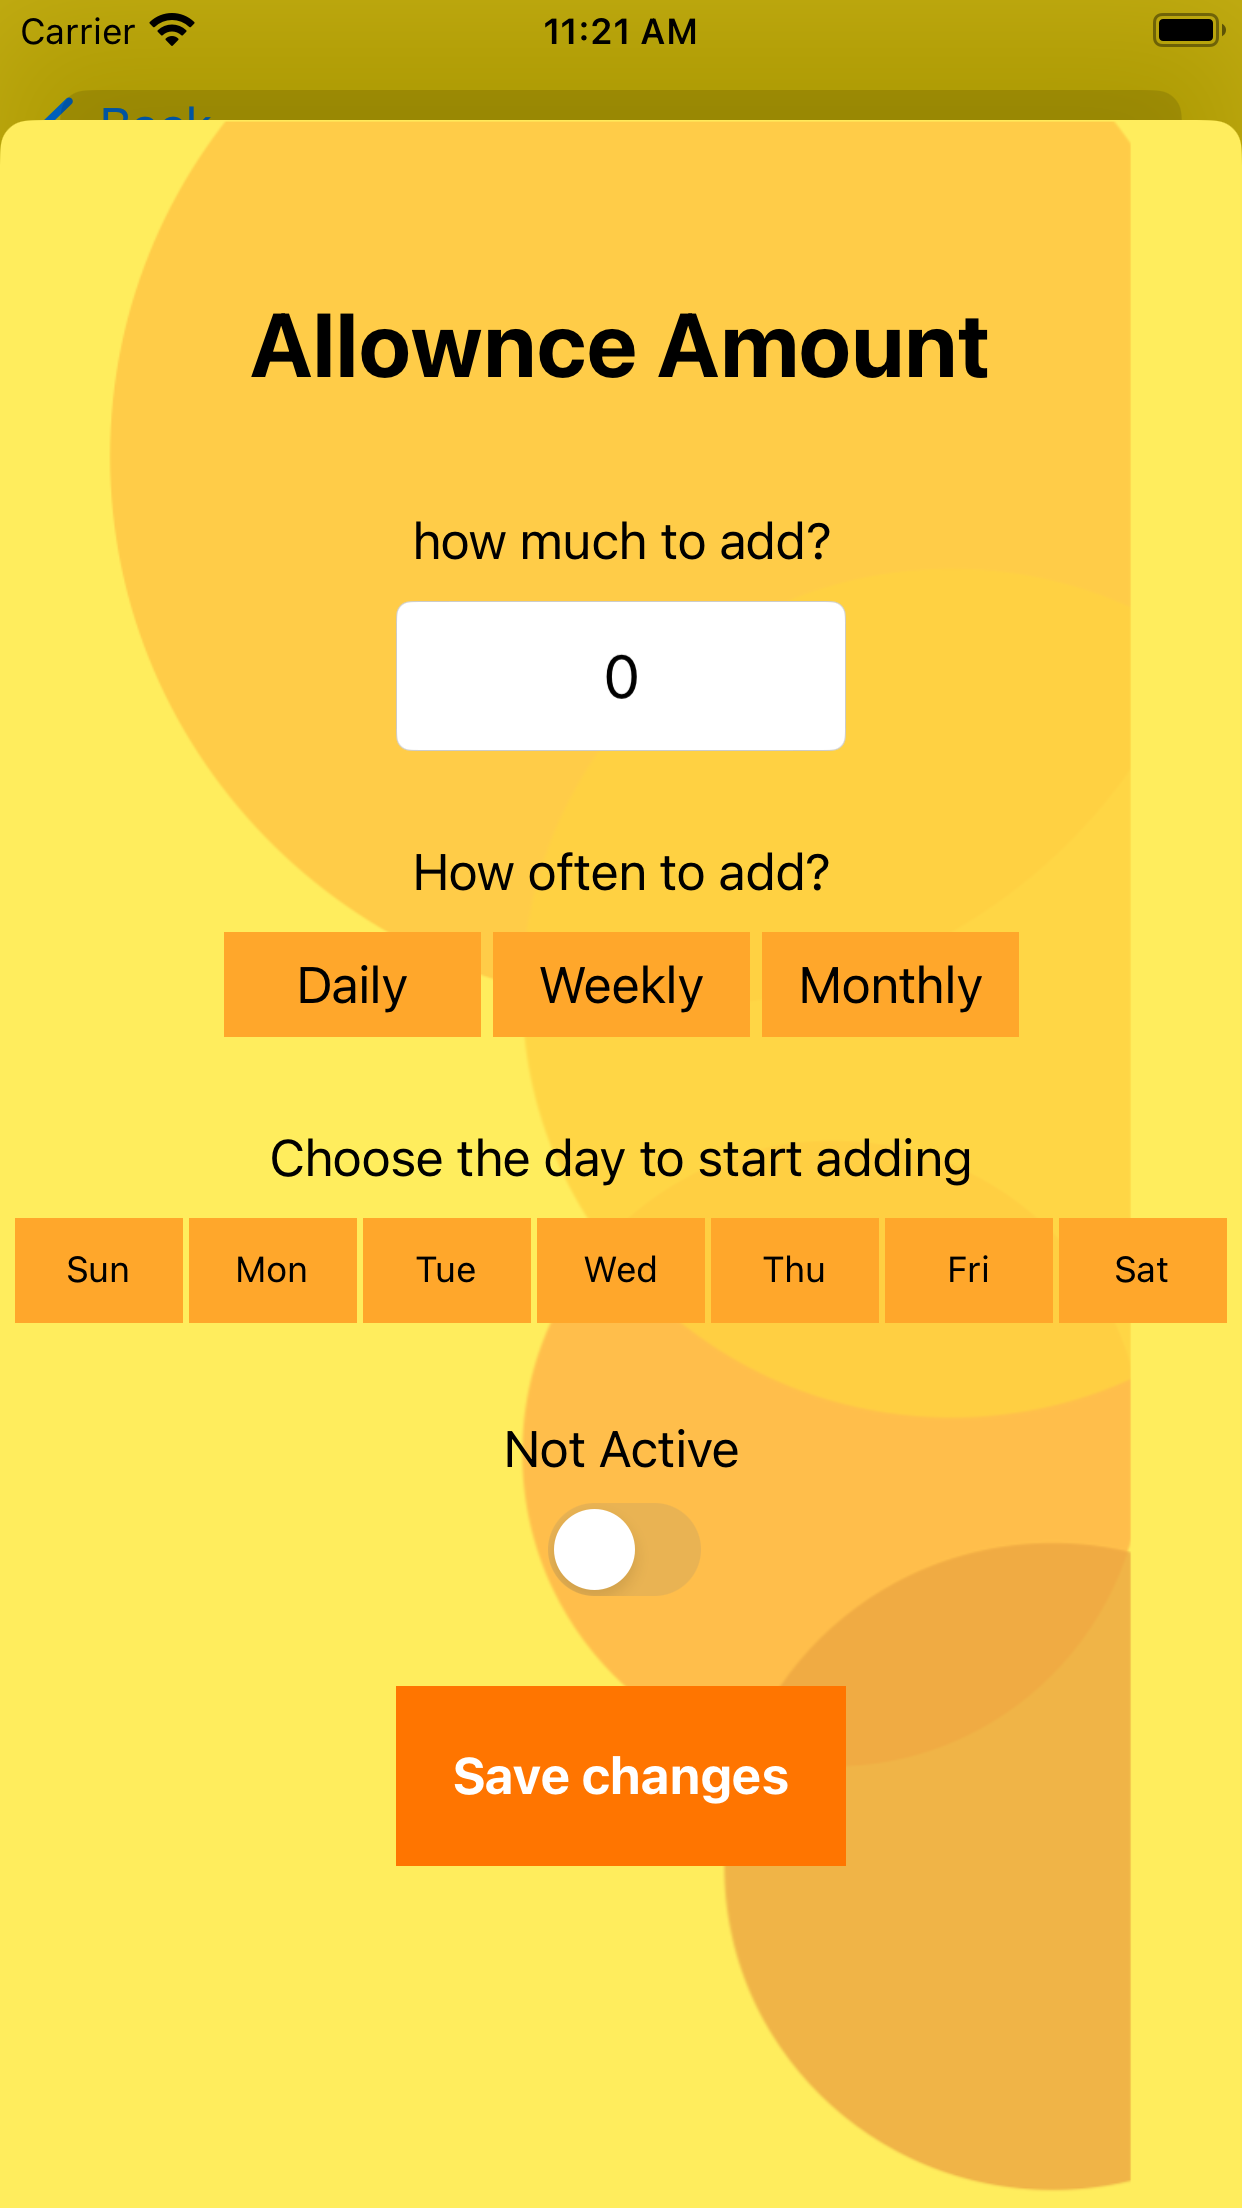 Carrier 11:21 AM
Back
Allownce Amount
how much to add?
0
How often to add?
Daily Weekly Monthly
Choose the day to start adding
Sun Mon Tue Wed Thu Fri Sat
Not Active
Save changes